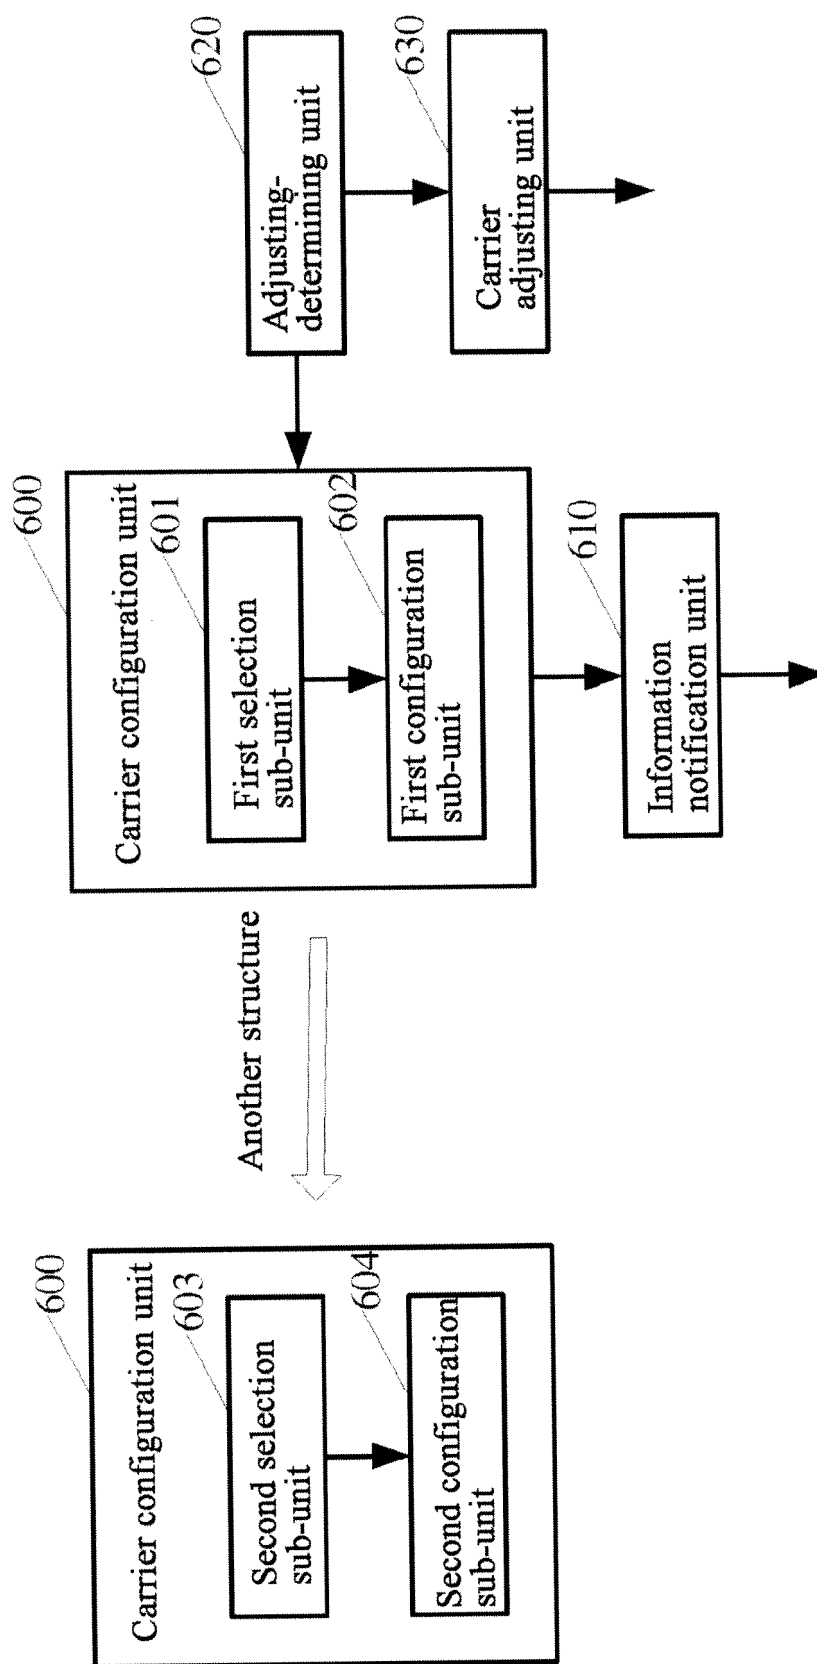 600
Carrier configuration unit
603
Second selection
sub-unit
604
Second configuration
sub-unit
Another structure
600
Carrier configuration unit
601
First selection
sub-unit
602
First configuration
sub-unit
610
Information
notification unit
620
Adjusting-
determining unit
630
Carrier
adjusting unit